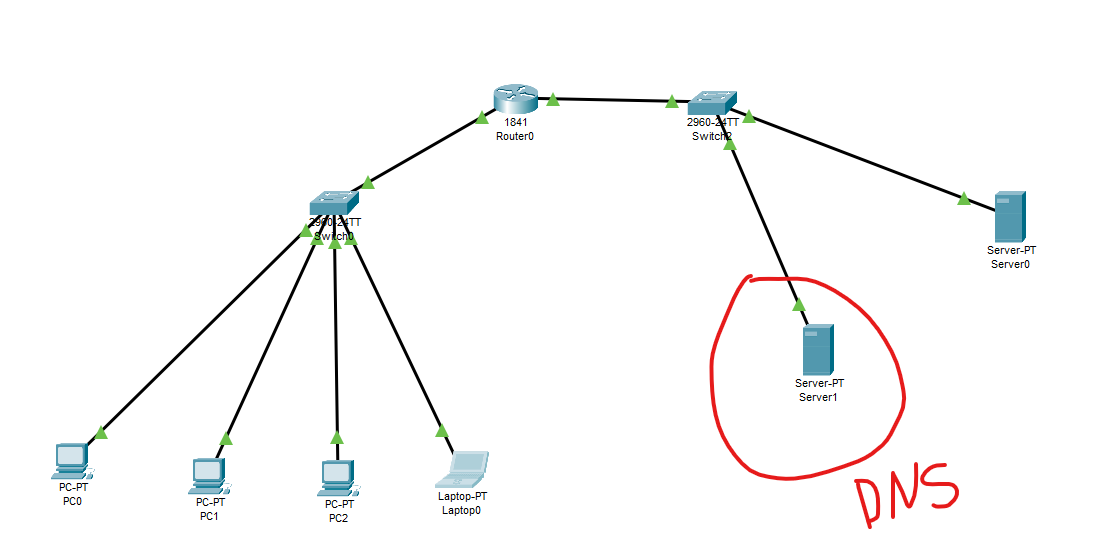 1841
Router0
2960-24TT
Switch2
2960-24TT
Switch0
Server-PT
Server0
Server-PT
Server1
PC-PT
PC0
PC-PT
PC1
PC-PT
PC2
Laptop-PT
Laptop0
DNS